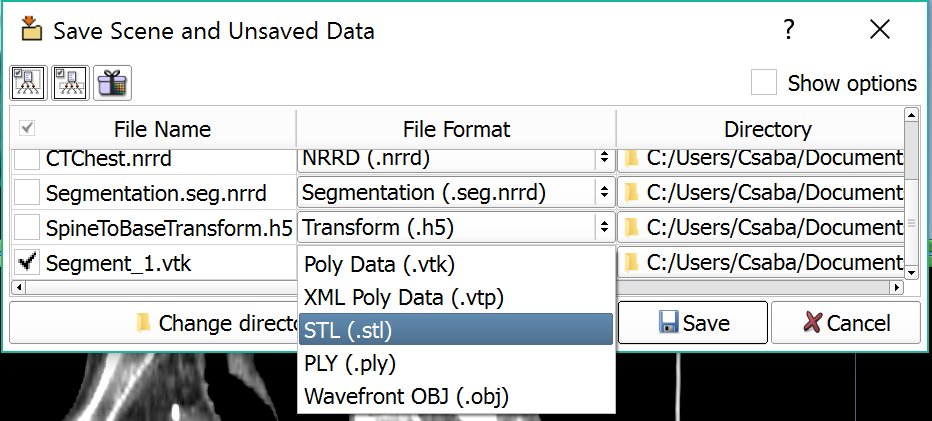 Save Scene and Unsaved Data ?
Show options
File Name File Format Directory
CTChest.nrrd NRRD (.nrrd) C:/Users/Csaba/Document
Segmentation.seg.nrrd Segmentation (.seg.nrrd) C:/Users/Csaba/Document
SpineToBaseTransform.h5 Transform (.h5) C:/Users/Csaba/Document
Segment_1.vtk C:/Users/Csaba/Document
Poly Data (.vtk)
XML Poly Data (.vtp)
Change directo Save Cancel
STL (.stl)
PLY (.ply)
Wavefront OBJ (.obj)